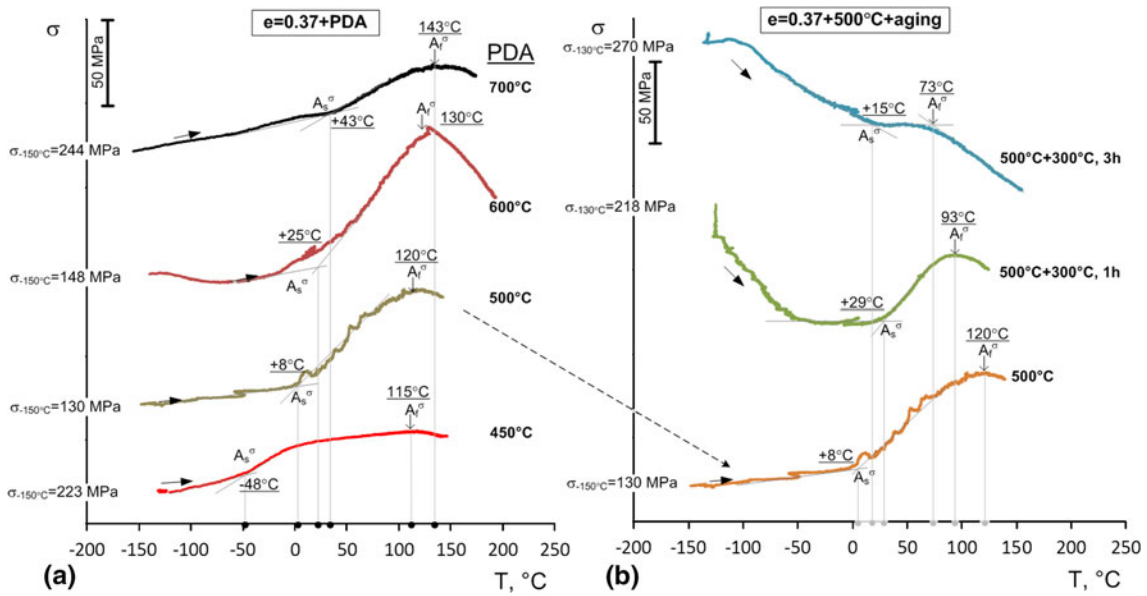 σ
50 MPa
e=0.37+PDA
PDA
143°C
A_f^σ
700°C
A_s^σ
+43°C
σ-150°C=244 MPa
A_f^σ
130°C
600°C
+25°C
A_s^σ
σ-150°C=148 MPa
120°C
A_f^σ
500°C
+8°C
A_s^σ
σ-150°C=130 MPa
115°C
A_f^σ
450°C
A_s^σ
-48°C
σ-150°C=223 MPa
-200 -150 -100 -50 0 50 100 150 200
(a)
T, °C
σ
e=0.37+500°C+aging
σ-130°C=270 MPa
50 MPa
73°C
A_f^σ
+15°C
A_s^σ
500°C+300°C, 3h
σ-130°C=218 MPa
93°C
A_f^σ
500°C+300°C, 1h
+29°C
A_s^σ
120°C
A_f^σ
500°C
+8°C
A_s^σ
σ-150°C=130 MPa
-200 -150 -100 -50 0 50 100 150 200
(b)
T, °C